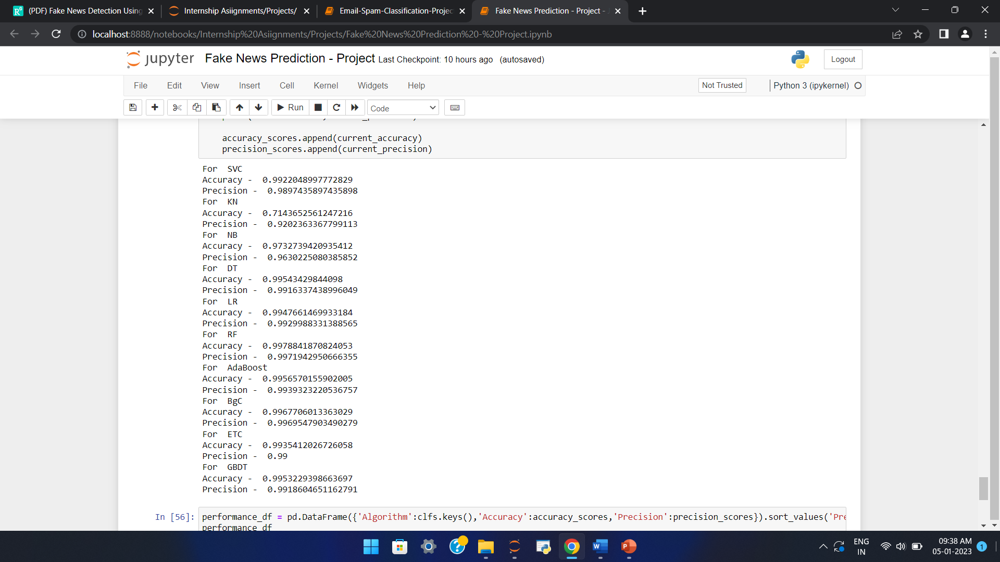 (PDF) Fake News Detection Using
Internship Asiignments/Projects/
Email-Spam-Classification-Projec
Fake News Prediction - Project -
localhost:8888/notebooks/Internship%20Asiignments/Projects/Fake%20News%20Prediction%20-%20Project.ipynb
jupyter Fake News Prediction - Project Last Checkpoint: 10 hours ago (autosaved)
Logout
File Edit View Insert Cell Kernel Widgets Help
Not Trusted
Python 3 (ipykernel)
Run
Code
accuracy_scores.append(current_accuracy)
precision_scores.append(current_precision)
For SVC
Accuracy - 0.9922048997772829
Precision - 0.9897435897435898
For KN
Accuracy - 0.7143652561247216
Precision - 0.9202363367799113
For NB
Accuracy - 0.9732739420935412
Precision - 0.9630225080385852
For DT
Accuracy - 0.99543429844098
Precision - 0.9916337438996049
For LR
Accuracy - 0.9947661469933184
Precision - 0.9929988331388565
For RF
Accuracy - 0.9978841870824053
Precision - 0.9971942950666355
For AdaBoost
Accuracy - 0.9956570155902005
Precision - 0.9939323220536757
For BgC
Accuracy - 0.9967706013363029
Precision - 0.9969547903490279
For ETC
Accuracy - 0.9935412026726058
Precision - 0.99
For GBDT
Accuracy - 0.9953229398663697
Precision - 0.9918604651162791
In [56]: performance_df = pd.DataFrame({'Algorithm':clfs.keys(),'Accuracy':accuracy_scores,'Precision':precision_scores}).sort_values('Pre
performance_df
ENG
IN
09:38 AM
05-01-2023
1